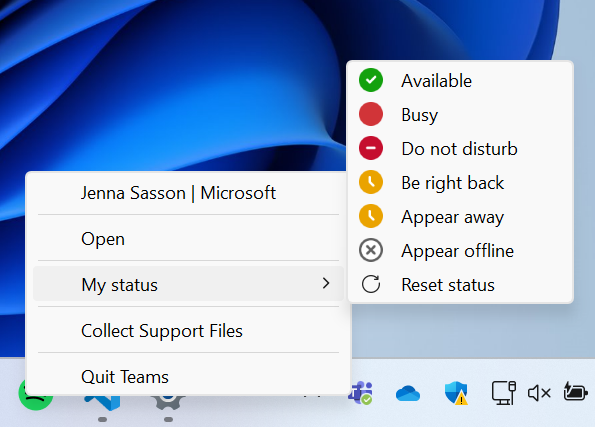 Available
Busy
Do not disturb
Be right back
Appear away
Appear offline
Reset status
Jenna Sasson | Microsoft
Open
My status
Collect Support Files
Quit Teams